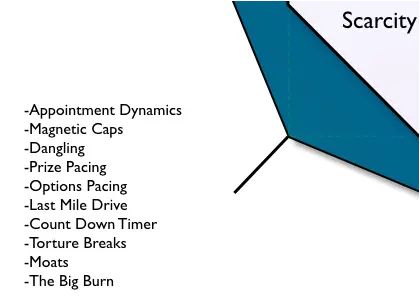 Scarcity
-Appointment Dynamics
-Magnetic Caps
-Dangling
-Prize Pacing
-Options Pacing
-Last Mile Drive
-Count Down Timer
-Torture Breaks
-Moats
-The Big Burn